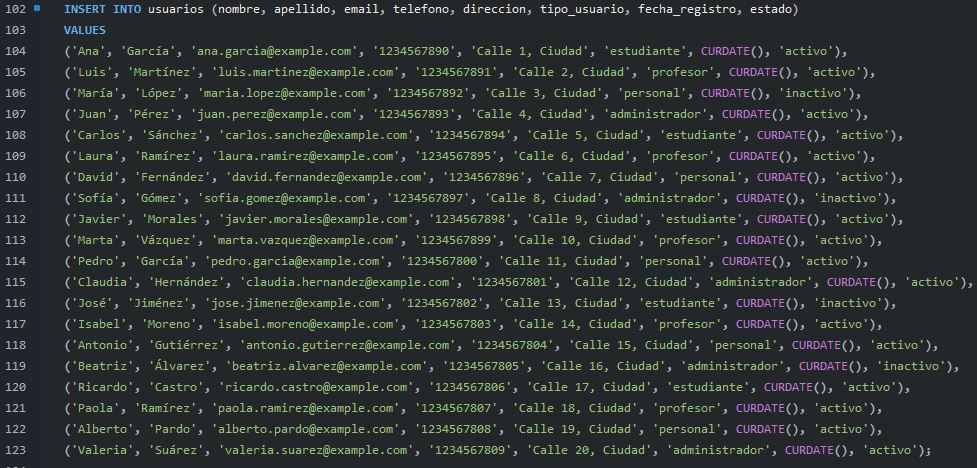 102 INSERT INTO usuarios (nombre, apellido, email, telefono, direccion, tipo_usuario, fecha_registro, estado)
103 VALUES
104 ('Ana', 'García', 'ana.garcia@example.com', '1234567890', 'Calle 1, Ciudad', 'estudiante', CURDATE(), 'activo'),
105 ('Luis', 'Martínez', 'luis.martinez@example.com', '1234567891', 'Calle 2, Ciudad', 'profesor', CURDATE(), 'activo'),
106 ('María', 'López', 'maria.lopez@example.com', '1234567892', 'Calle 3, Ciudad', 'personal', CURDATE(), 'inactivo'),
107 ('Juan', 'Pérez', 'juan.perez@example.com', '1234567893', 'Calle 4, Ciudad', 'administrador', CURDATE(), 'activo'),
108 ('Carlos', 'Sánchez', 'carlos.sanchez@example.com', '1234567894', 'Calle 5, Ciudad', 'estudiante', CURDATE(), 'activo'),
109 ('Laura', 'Ramírez', 'laura.ramirez@example.com', '1234567895', 'Calle 6, Ciudad', 'profesor', CURDATE(), 'activo'),
110 ('David', 'Fernández', 'david.fernandez@example.com', '1234567896', 'Calle 7, Ciudad', 'personal', CURDATE(), 'activo'),
111 ('Sofía', 'Gómez', 'sofia.gomez@example.com', '1234567897', 'Calle 8, Ciudad', 'administrador', CURDATE(), 'inactivo'),
112 ('Javier', 'Morales', 'javier.morales@example.com', '1234567898', 'Calle 9, Ciudad', 'estudiante', CURDATE(), 'activo'),
113 ('Marta', 'Vázquez', 'marta.vazquez@example.com', '1234567899', 'Calle 10, Ciudad', 'profesor', CURDATE(), 'activo'),
114 ('Pedro', 'García', 'pedro.garcia@example.com', '1234567800', 'Calle 11, Ciudad', 'personal', CURDATE(), 'activo'),
115 ('Claudia', 'Hernández', 'claudia.hernandez@example.com', '1234567801', 'Calle 12, Ciudad', 'administrador', CURDATE(), 'activo'),
116 ('José', 'Jiménez', 'jose.jimenez@example.com', '1234567802', 'Calle 13, Ciudad', 'estudiante', CURDATE(), 'inactivo'),
117 ('Isabel', 'Moreno', 'isabel.moreno@example.com', '1234567803', 'Calle 14, Ciudad', 'profesor', CURDATE(), 'activo'),
118 ('Antonio', 'Gutiérrez', 'antonio.gutierrez@example.com', '1234567804', 'Calle 15, Ciudad', 'personal', CURDATE(), 'activo'),
119 ('Beatriz', 'Álvarez', 'beatriz.alvarez@example.com', '1234567805', 'Calle 16, Ciudad', 'administrador', CURDATE(), 'inactivo'),
120 ('Ricardo', 'Castro', 'ricardo.castro@example.com', '1234567806', 'Calle 17, Ciudad', 'estudiante', CURDATE(), 'activo'),
121 ('Paola', 'Ramírez', 'paola.ramirez@example.com', '1234567807', 'Calle 18, Ciudad', 'profesor', CURDATE(), 'activo'),
122 ('Alberto', 'Pardo', 'alberto.pardo@example.com', '1234567808', 'Calle 19, Ciudad', 'personal', CURDATE(), 'activo'),
123 ('Valeria', 'Suárez', 'valeria.suarez@example.com', '1234567809', 'Calle 20, Ciudad', 'administrador', CURDATE(), 'activo');